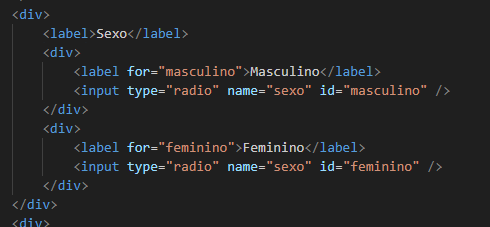 <div>
<label>Sexo</label>
<div>
<label for="masculino">Masculino</label>
<input type="radio" name="sexo" id="masculino" />
</div>
<div>
<label for="feminino">Feminino</label>
<input type="radio" name="sexo" id="feminino" />
</div>
</div>
<div>